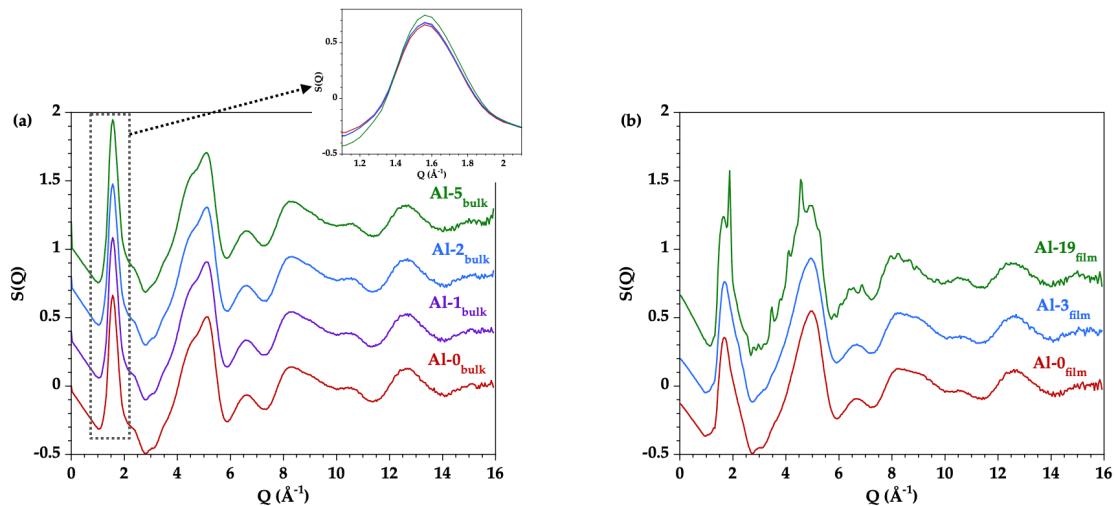 0.5
0
-0.5
S(Q)
1.2
1.4
1.6
1.8
2
Q (Å⁻¹)
(a)
2
1.5
1
0.5
0
-0.5
S(Q)
Al-5bulk
Al-2bulk
Al-1bulk
Al-0bulk
0
2
4
6
8
10
12
14
16
Q (Å⁻¹)
(b)
2
1.5
1
0.5
0
-0.5
S(Q)
Al-19film
Al-3film
Al-0film
0
2
4
6
8
10
12
14
16
Q (Å⁻¹)